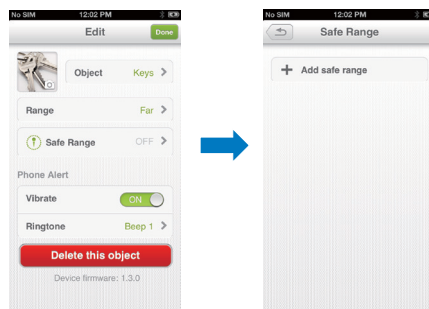 No SIM 12:02 PM
Edit Done
Object Keys
Range Far
Safe Range OFF
Phone Alert
Vibrate ON
Ringtone Beep 1
Delete this object
Device firmware: 1.3.0
No SIM 12:02 PM
Safe Range
+ Add safe range